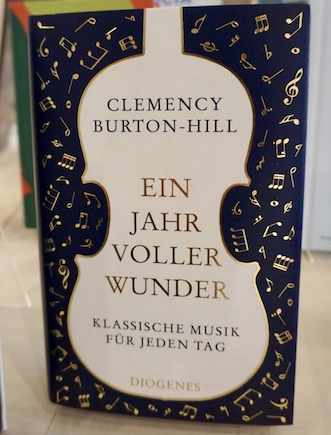 CLEMENCY
BURTON-HILL
EIN
JAHR
VOLLER
WUNDER
KLASSISCHE MUSIK
FÜR JEDEN TAG
DIOGENES